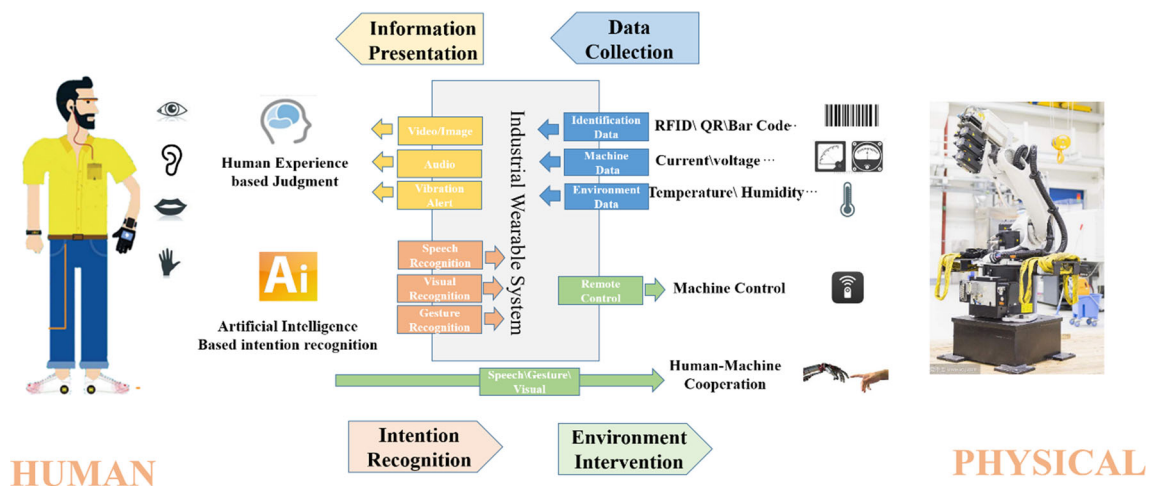 Information
Presentation
Data
Collection
Video/Image
Audio
Vibration
Alert
Human Experience
based Judgment
Industrial Wearable System
Identification
Data
RFID\ QR\Bar Code··
Machine
Data
Current\voltage ···
Environment
Data
Temperature\ Humidity···
Speech
Recognition
Visual
Recognition
Gesture
Recognition
Ai
Artificial Intelligence
Based intention recognition
Remote
Control
Machine Control
Speech\Gesture\
Visual
Human-Machine
Cooperation
Intention
Recognition
Environment
Intervention
HUMAN
PHYSICAL